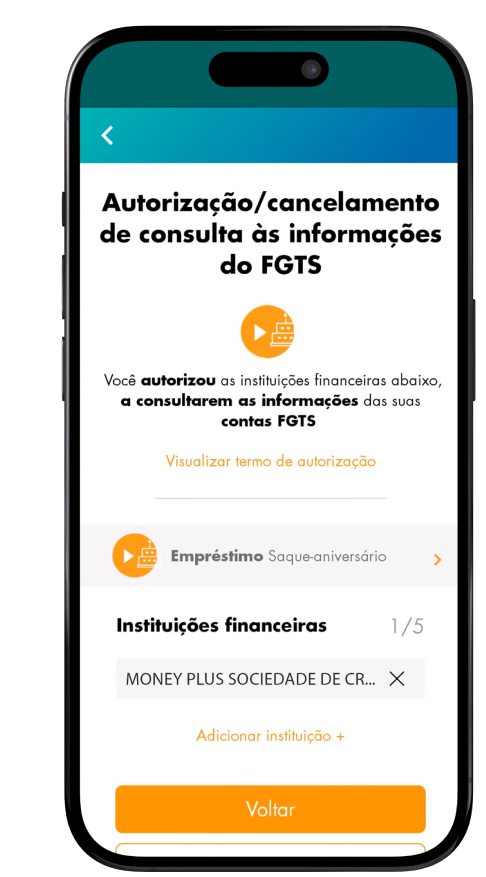 Autorização/cancelamento
de consulta às informações
do FGTS
Você autorizou as instituições financeiras abaixo,
a consultarem as informações das suas
contas FGTS
Visualizar termo de autorização
Empréstimo Saque-aniversário
Instituições financeiras 1/5
MONEY PLUS SOCIEDADE DE CR...
Adicionar instituição +
Voltar